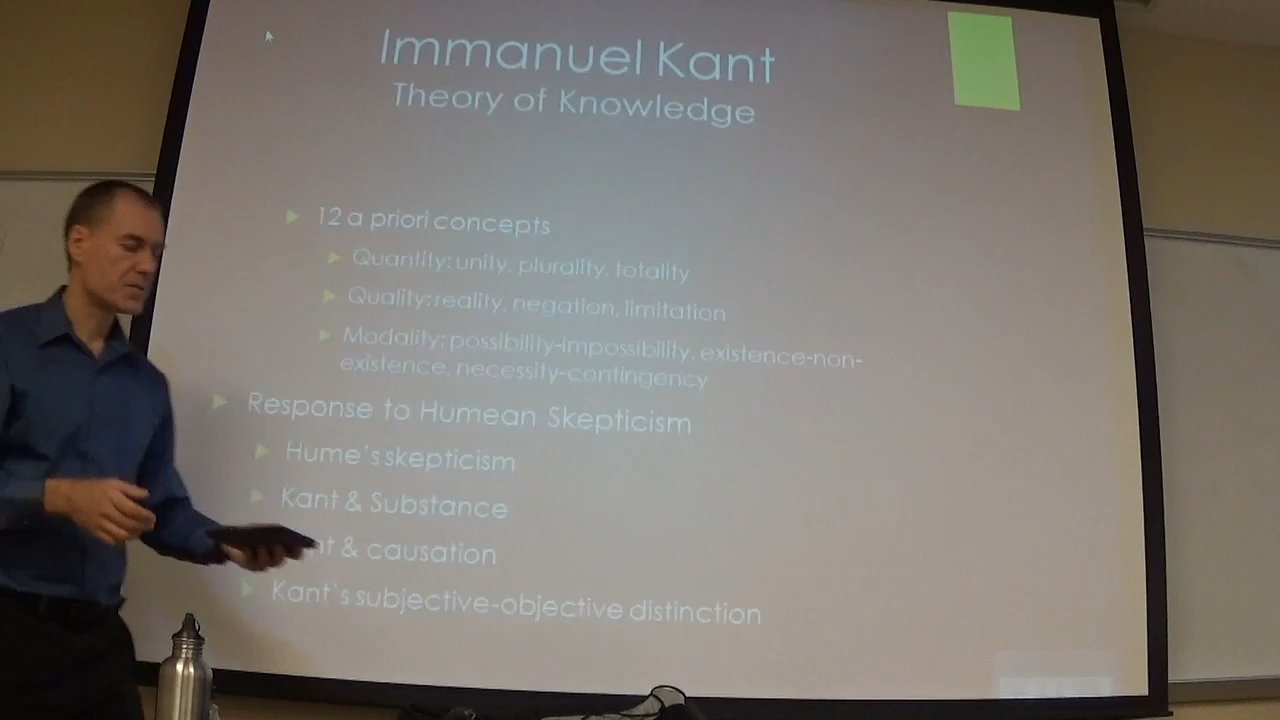 Immanuel Kant
Theory of Knowledge
12 a priori concepts
Quantity: unity, plurality, totality
Quality: reality, negation, limitation
Modality: possibility-impossibility, existence-non-
existence, necessity-contingency
Response to Humean Skepticism
Hume's skepticism
Kant & Substance
& causation
Kant's subjective-objective distinction